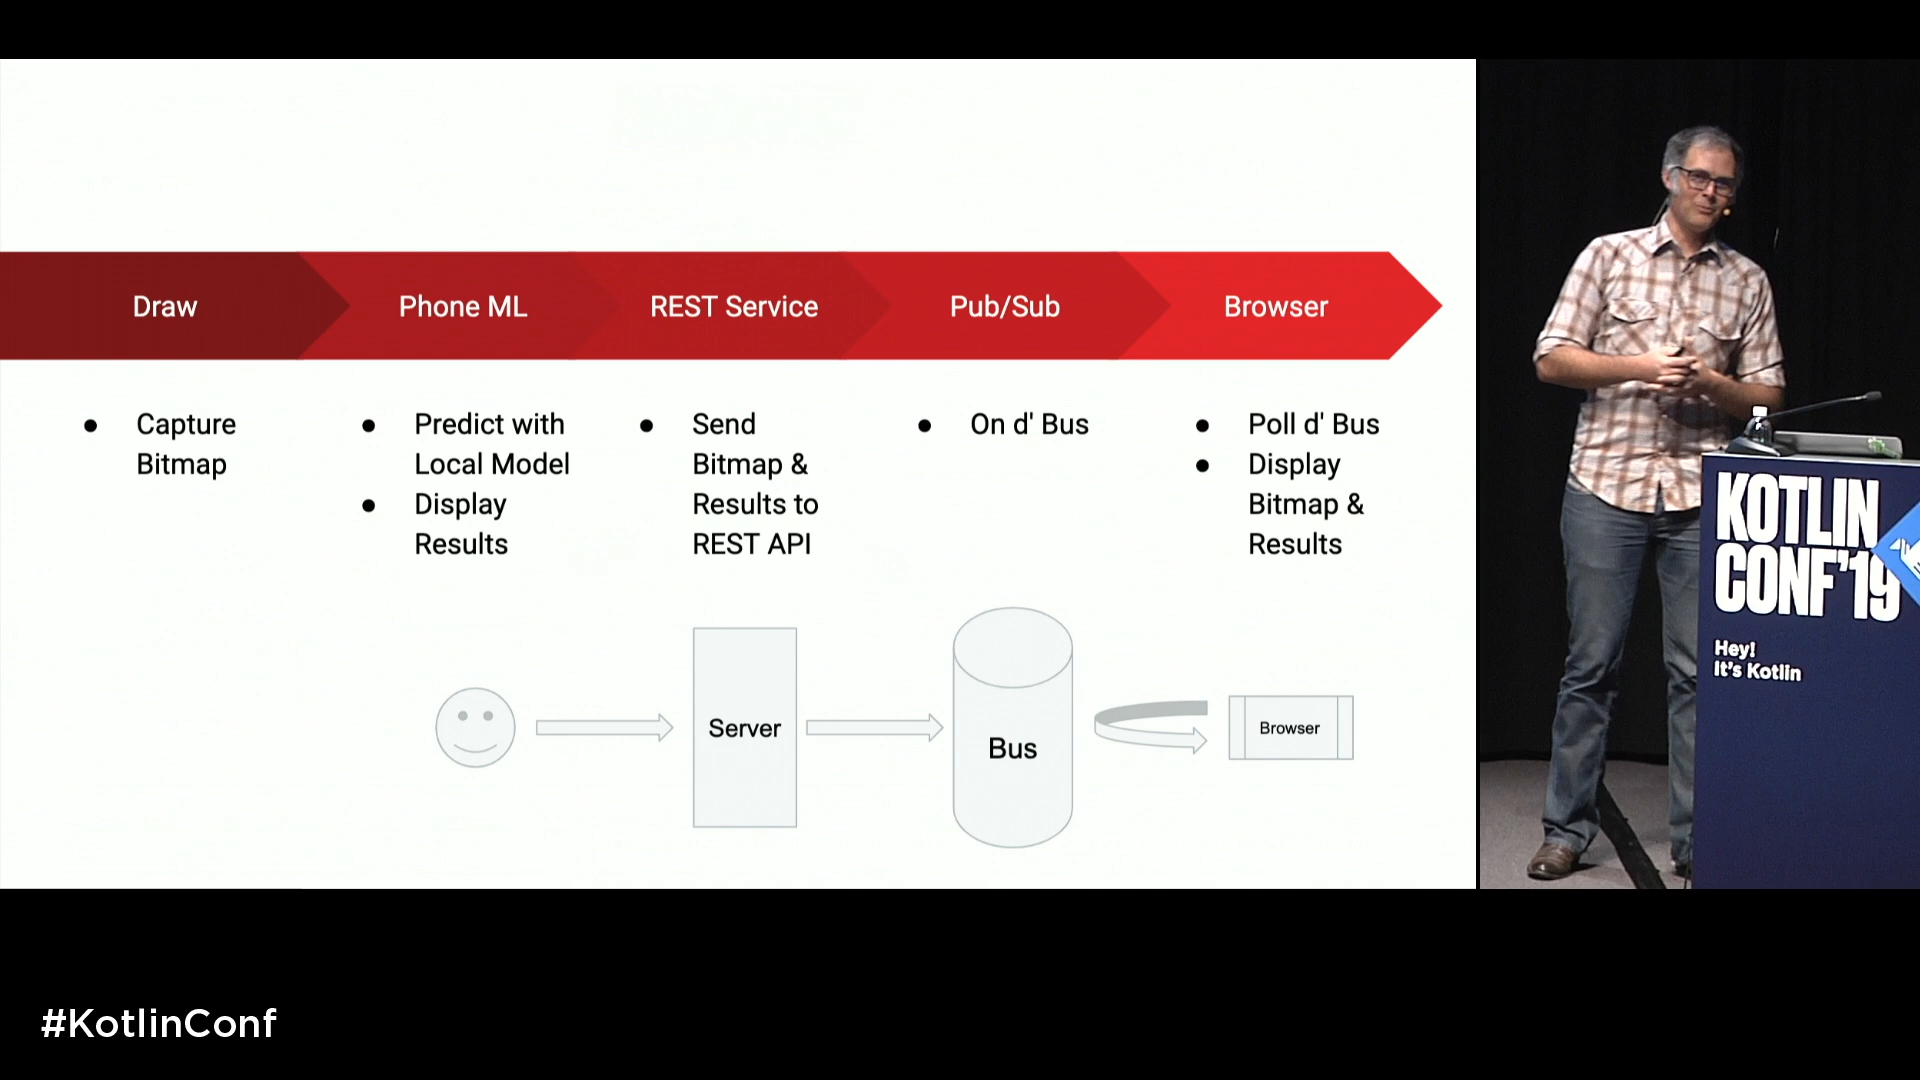 Draw
Phone ML
REST Service
Pub/Sub
Browser
Capture
Bitmap
Predict with
Local Model
Display
Results
Send
Bitmap &
Results to
REST API
On d' Bus
Poll d' Bus
Display
Bitmap &
Results
Server
Bus
Browser
KOTLIN
CONF'19
Hey!
It's Kotlin
#KotlinConf